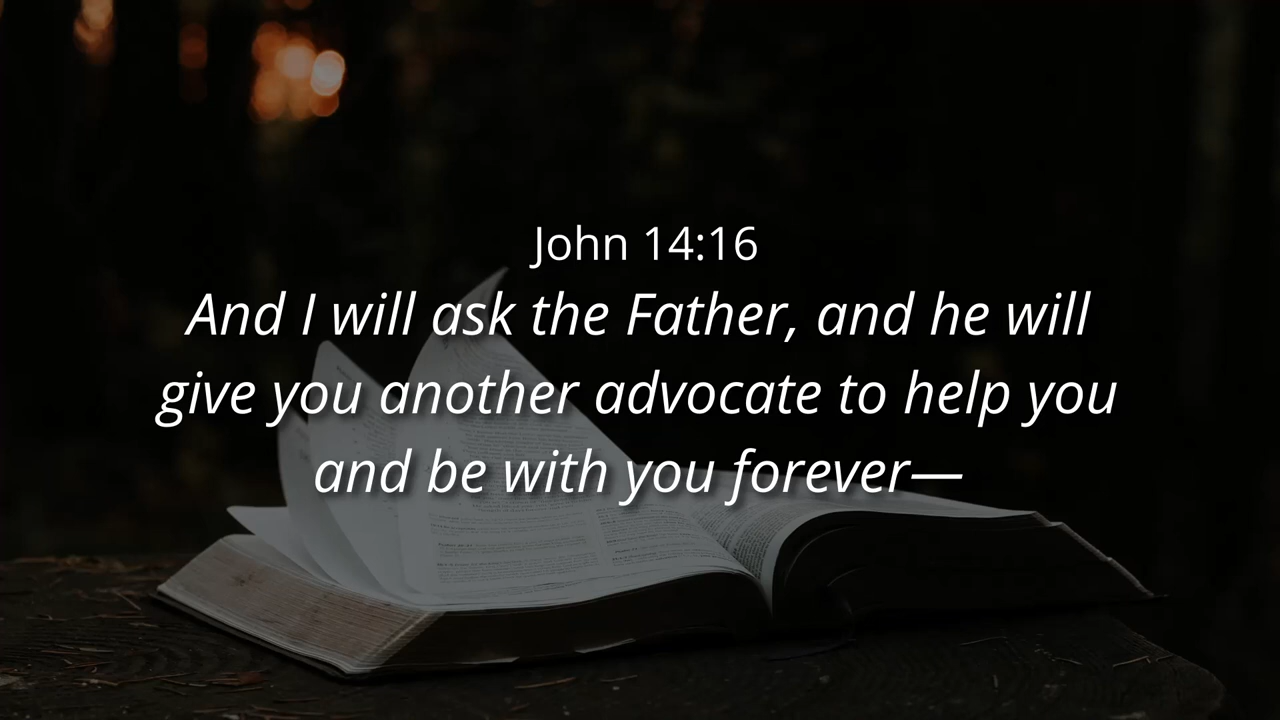 John 14:16
And I will ask the Father, and he will
give you another advocate to help you
and be with you forever—